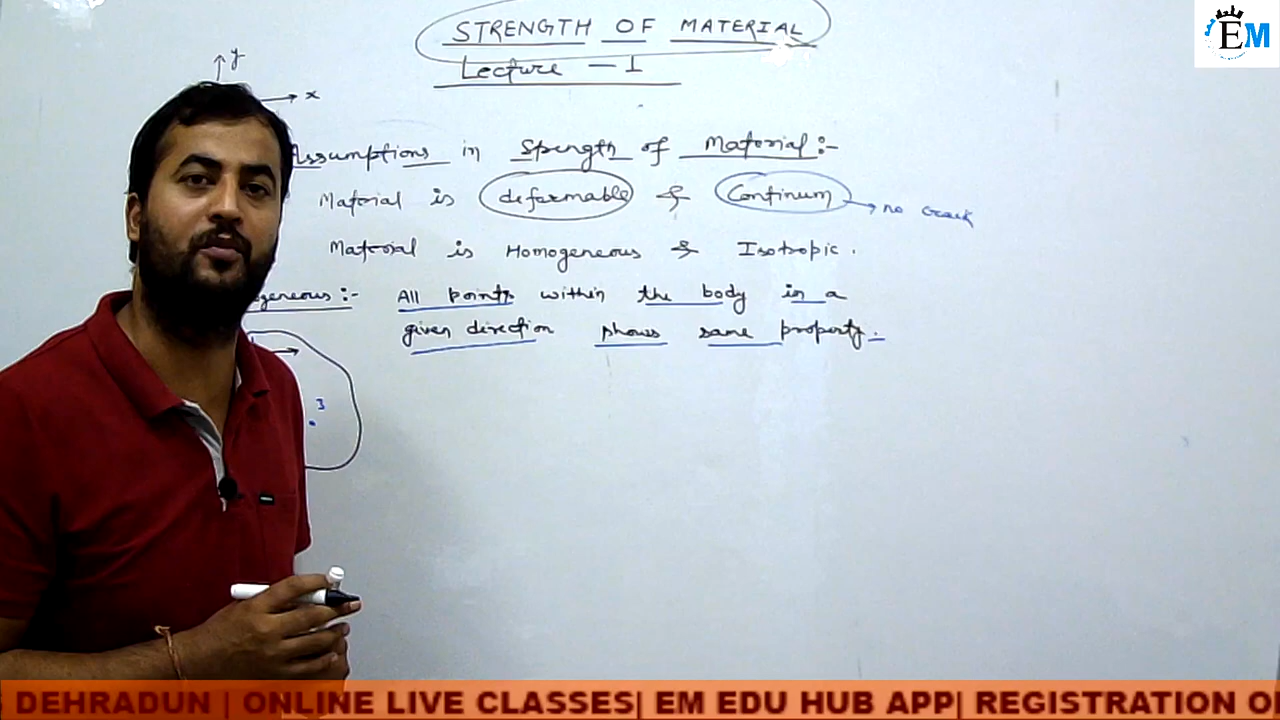 STRENGTH OF MATERIAL
Lecture - I
y
x
Assumptions in Strength of Material :-
Material is deformable & Continum → no crack
Material is Homogeneous & Isotropic.
ogeneous :- All points within the body in a
given direction shows same property.
3
EM
DEHRADUN | ONLINE LIVE CLASSES| EM EDU HUB APP| REGISTRATION O